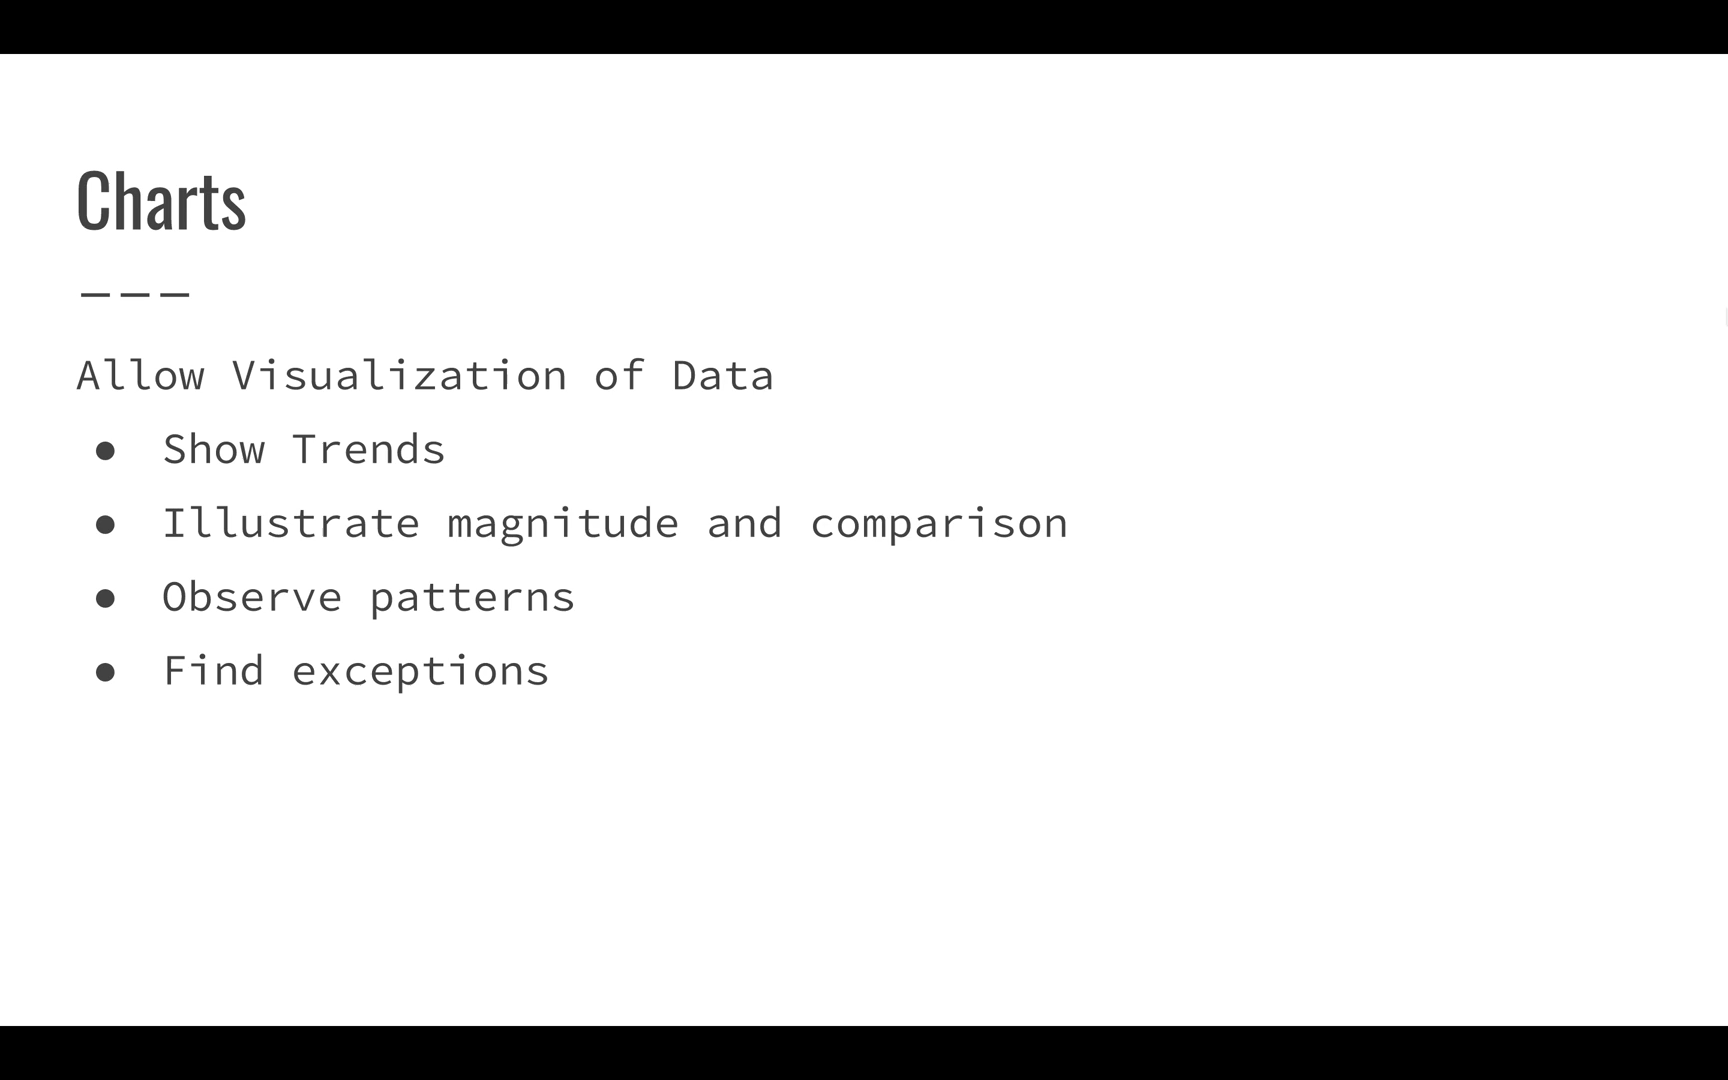 Charts
———
Allow Visualization of Data
● Show Trends
● Illustrate magnitude and comparison
● Observe patterns
● Find exceptions